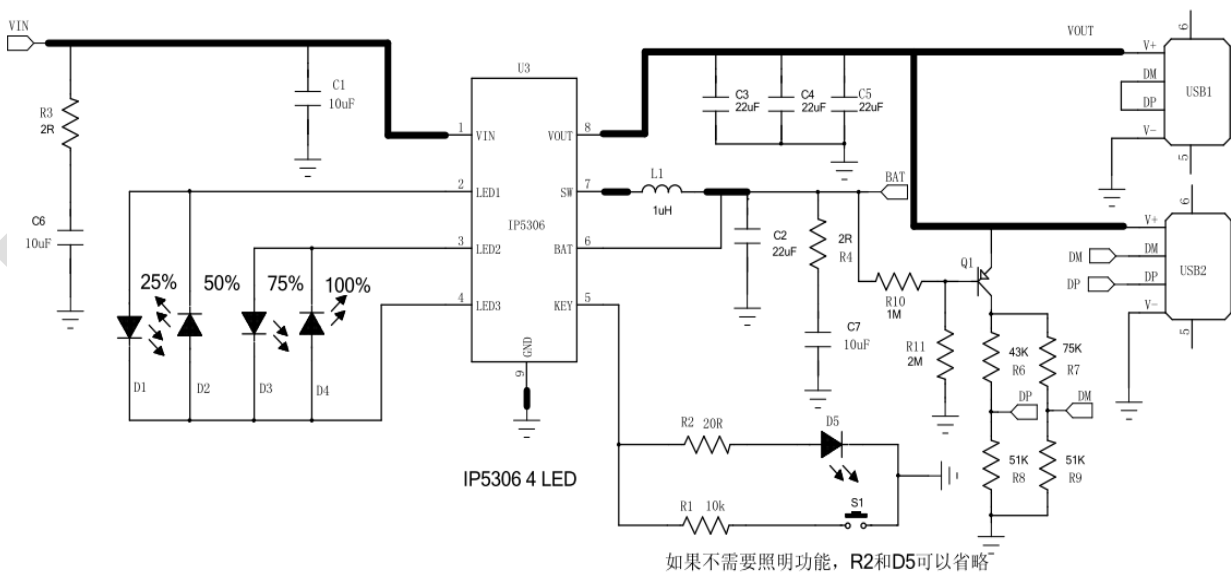 VIN
VOUT
6
V+
DM
DP
V-
USB1
5
R3
2R
C1
10uF
U3
1
VIN
VOUT
8
C3
22uF
C4
22uF
C5
22uF
2
LED1
SW
7
L1
1uH
BAT
IP5306
C6
10uF
3
LED2
BAT
6
C2
22uF
2R
R4
6
V+
DM
DM
DP
DP
V-
USB2
5
Q1
25%
50%
75%
100%
4
LED3
KEY
5
R10
1M
C7
10uF
R11
2M
43K
R6
75K
R7
GND
9
D1
D2
D3
D4
DP
DM
R2
20R
D5
51K
R8
51K
R9
IP5306 4 LED
R1
10k
S1
如果不需要照明功能，R2和D5可以省略